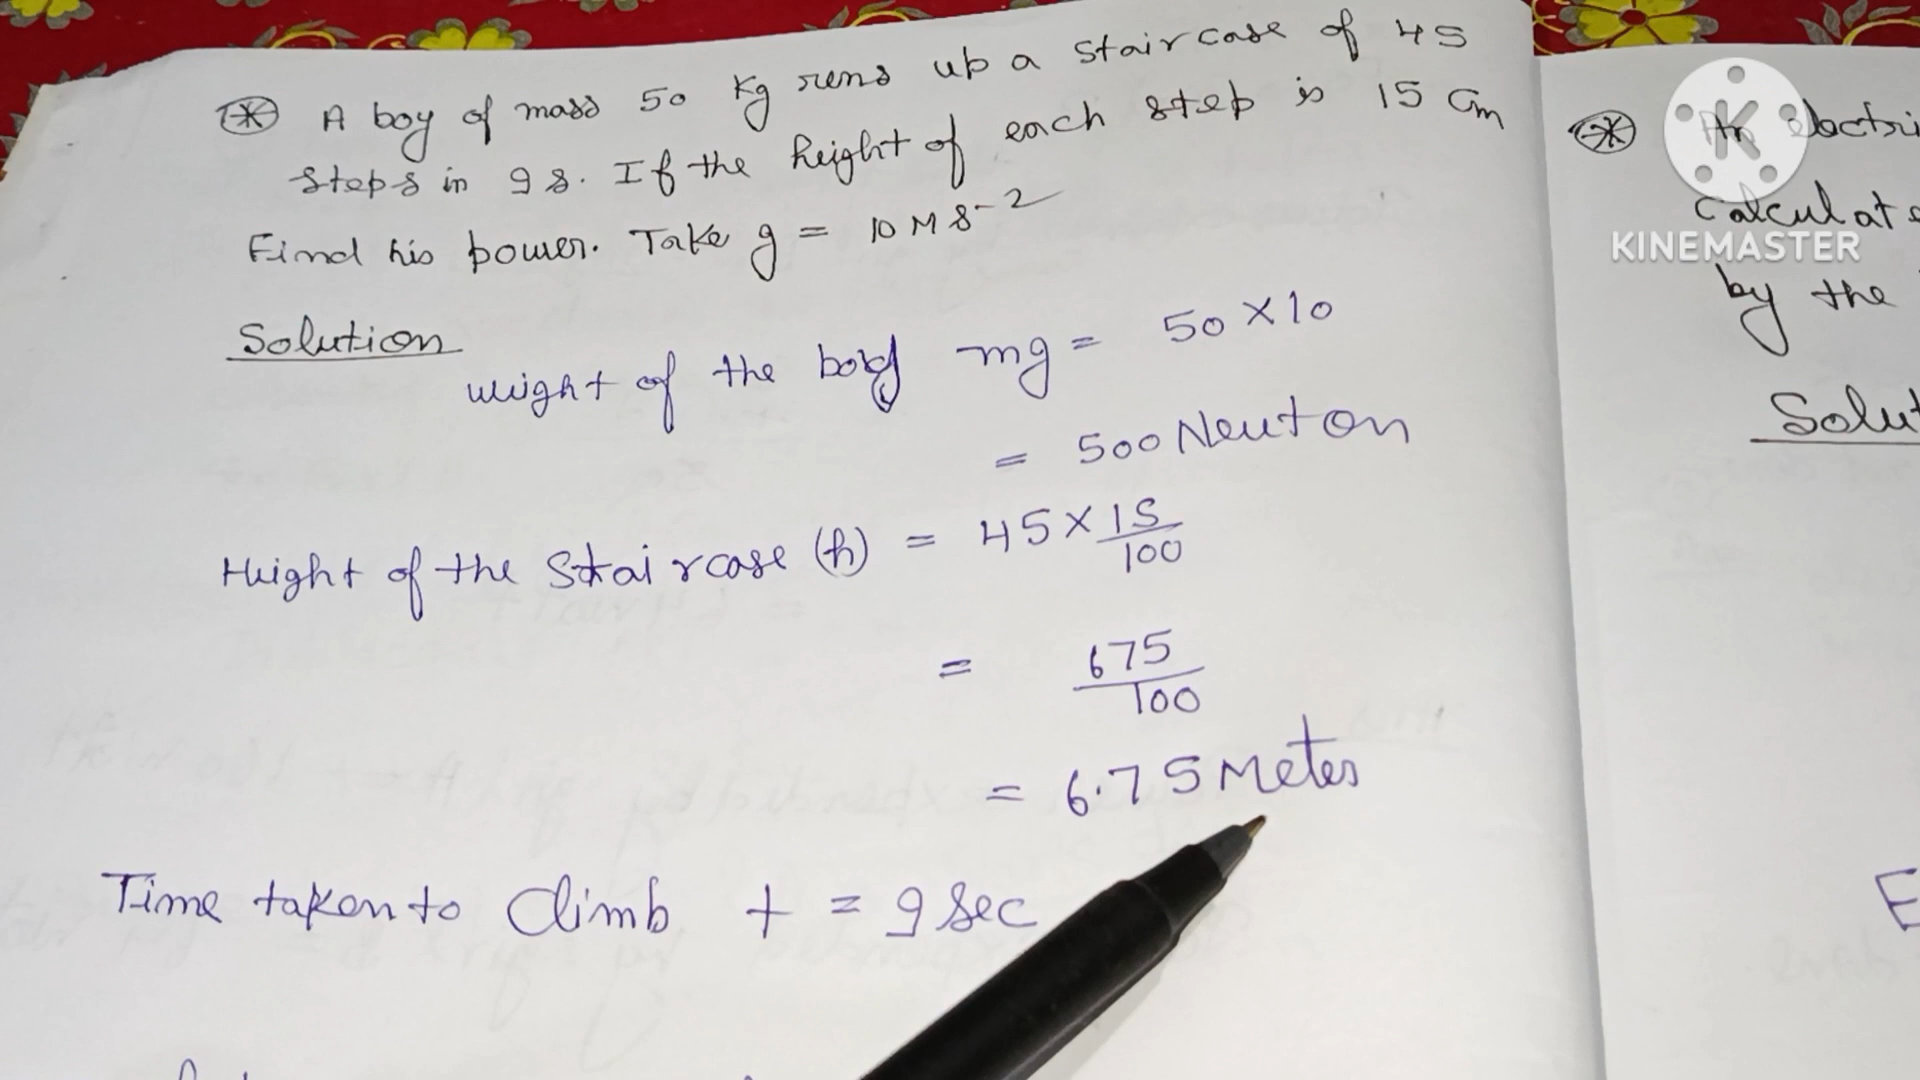 A boy of mass 50 kg runs up a staircase of 45
steps in 9 s. If the height of each step is 15 cm
Find his power. Take g = 10 M s-2
Solution
weight of the body mg = 50 × 10
= 500 Newton
Height of the Staircase (h) = 45 × 15/100
= 675/100
= 6.75 Meter
Time taken to Climb t = 9 sec
K
KINEMASTER
Calculat
by the
Solut
E